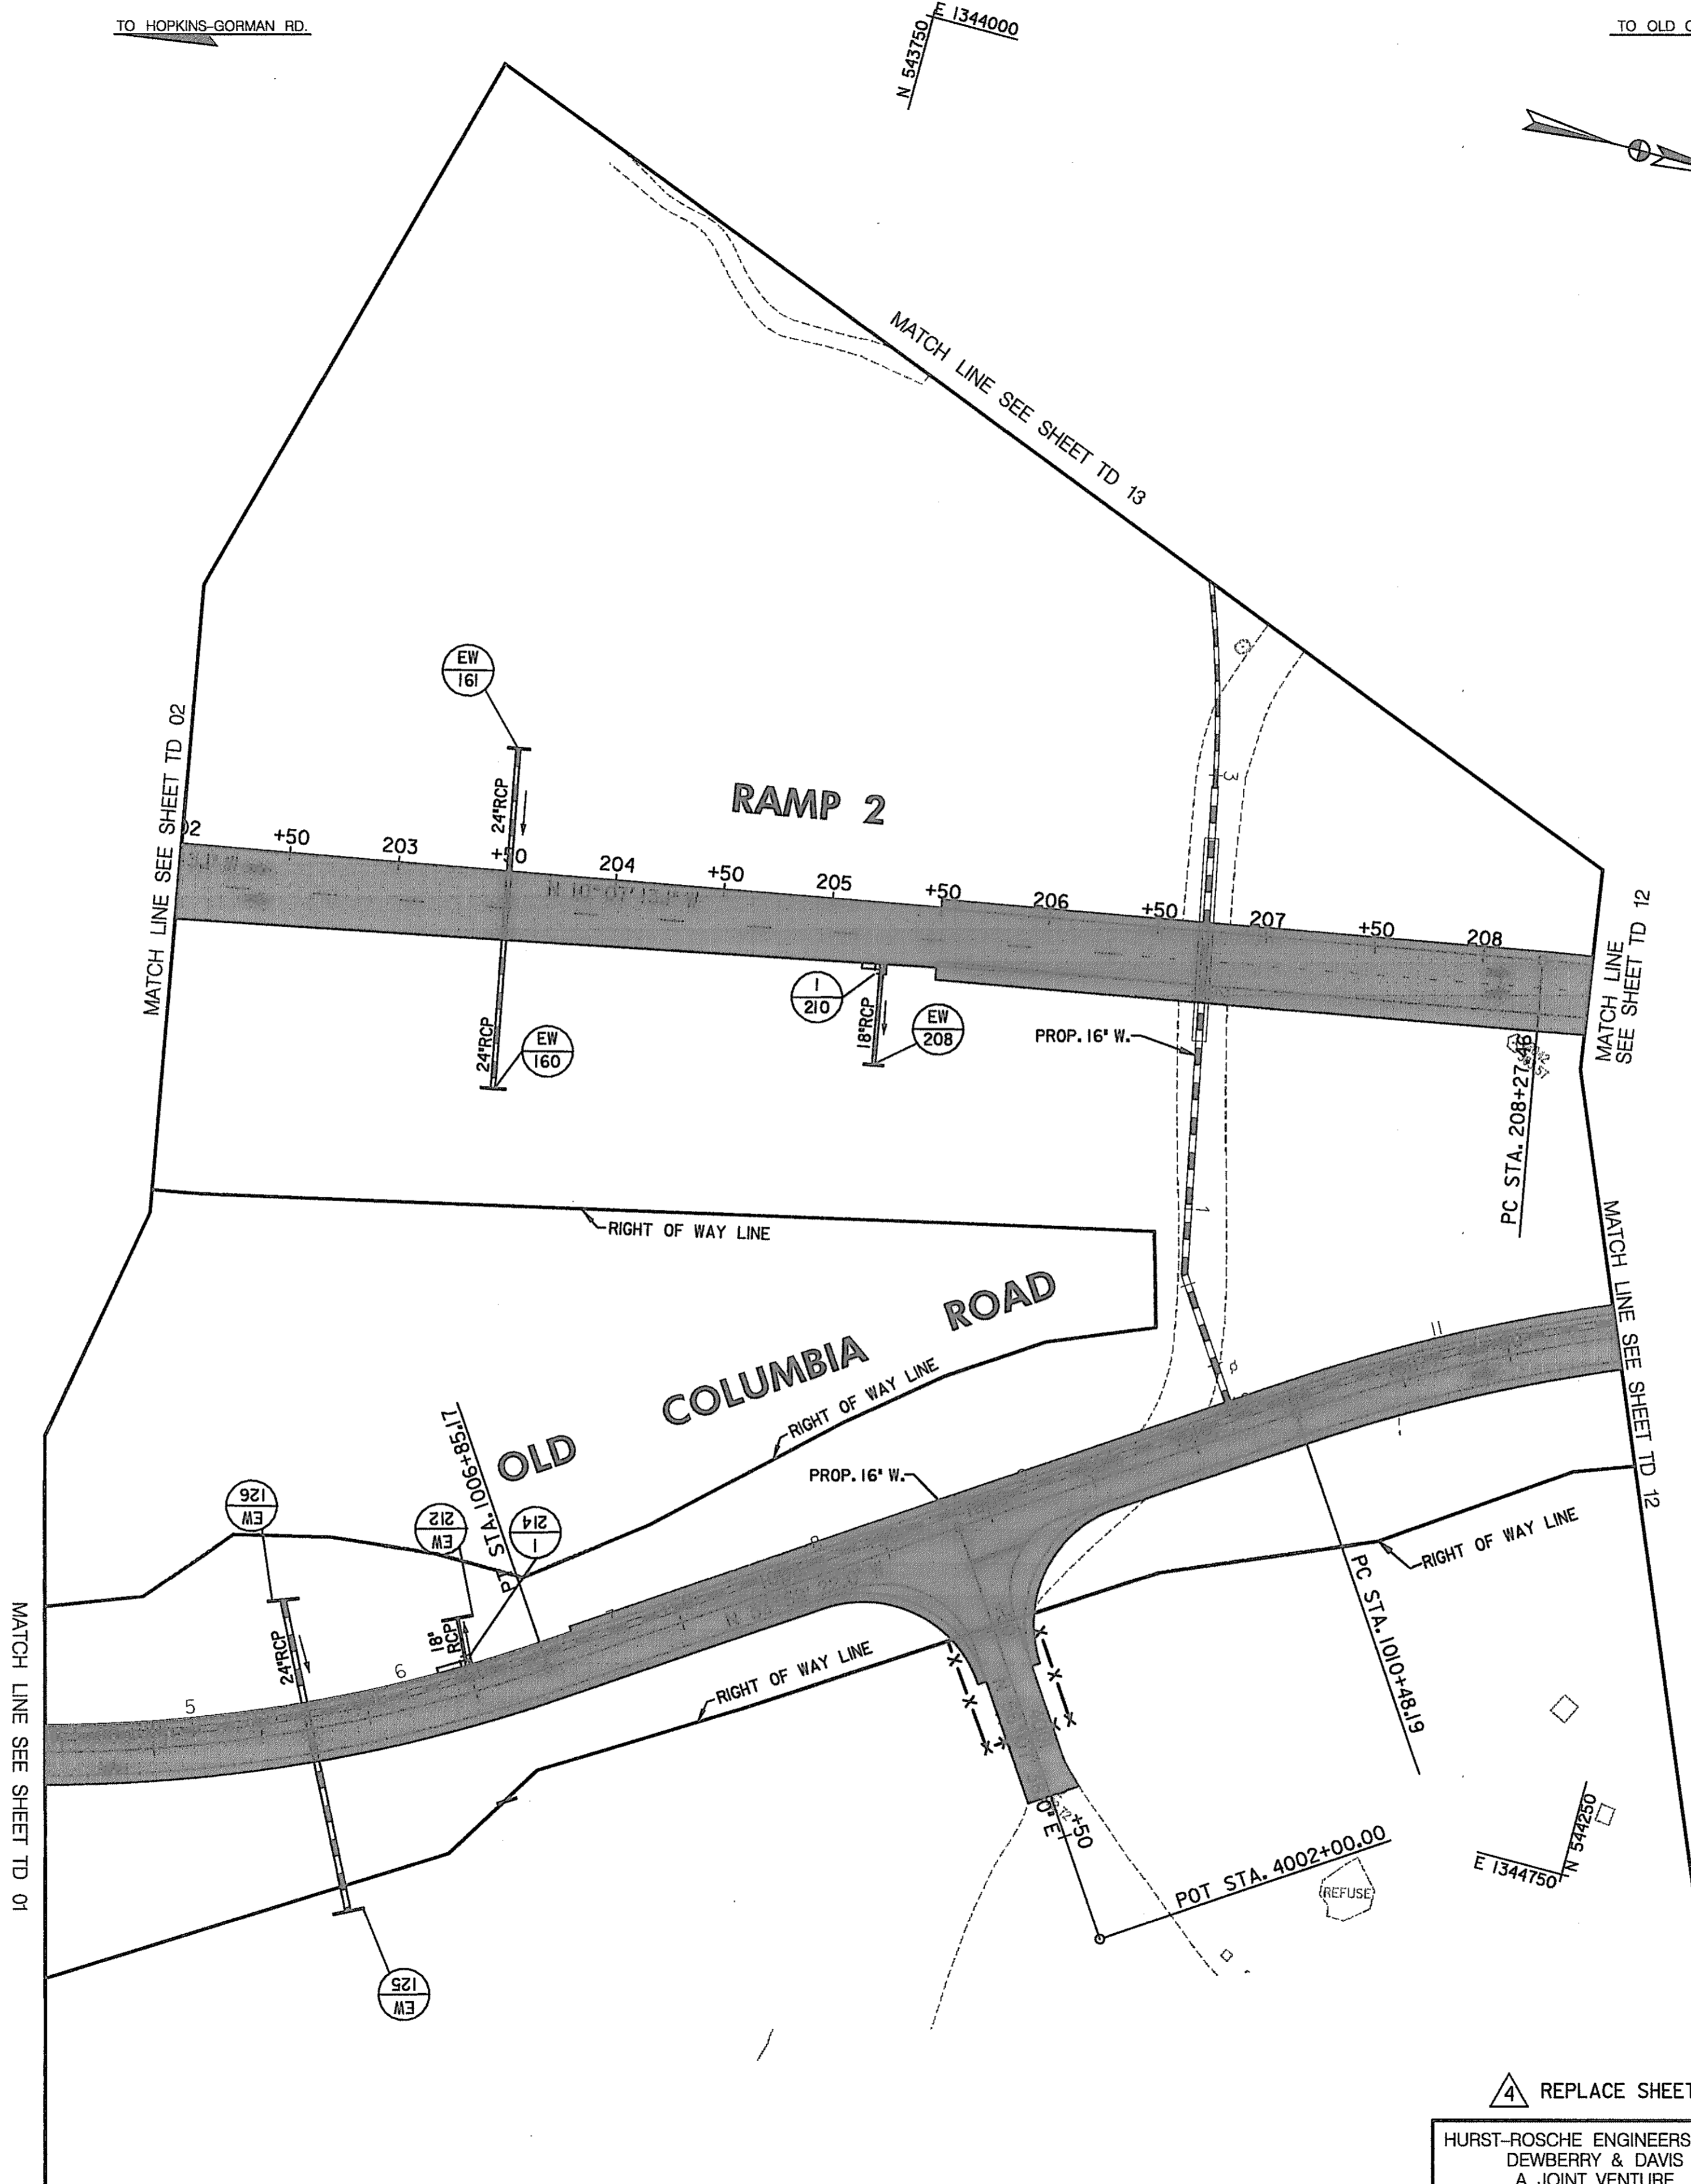 TO HOPKINS-GORMAN RD.
E 1344000
N 543750
TO OLD
MATCH LINE SEE SHEET TD 13
MATCH LINE SEE SHEET TD 02
EW
161
24"RCP
RAMP 2
+50
203
+50
204
+50
205
+50
206
+50
207
+50
208
3
MATCH LINE
SEE SHEET TD 12
1
210
18"RCP
EW
208
24"RCP
EW
160
PROP. 16" W.
PC STA. 208+27.46
1
RIGHT OF WAY LINE
OLD COLUMBIA ROAD
RIGHT OF WAY LINE
11
MATCH LINE SEE SHEET TD 12
PT STA. 1006+85.17
PROP. 16" W.
EW
126
EW
212
1
214
18"
RCP
24"RCP
5
6
7
RIGHT OF WAY LINE
RIGHT OF WAY LINE
PC STA. 1010+48.19
MATCH LINE SEE SHEET TD 01
+50
POT STA. 4002+00.00
REFUSE
E 1344750
N 544250
EW
125
4 REPLACE SHEET
HURST-ROSCHE ENGINEERS
DEWBERRY & DAVIS
A JOINT VENTURE